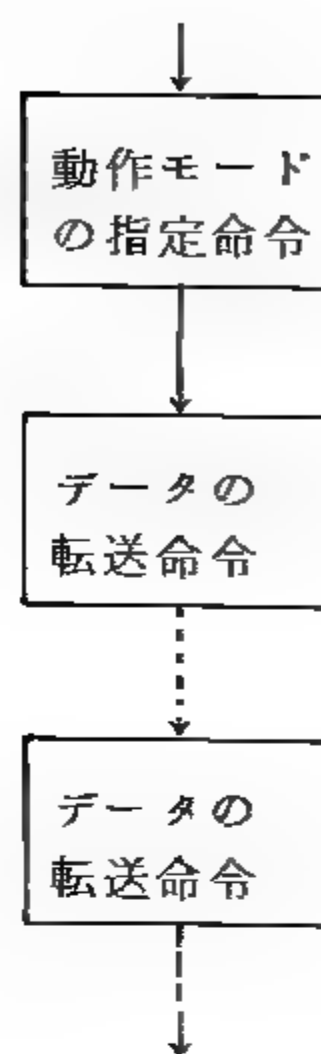 動作モード
の指定命令
データの
転送命令
データの
転送命令